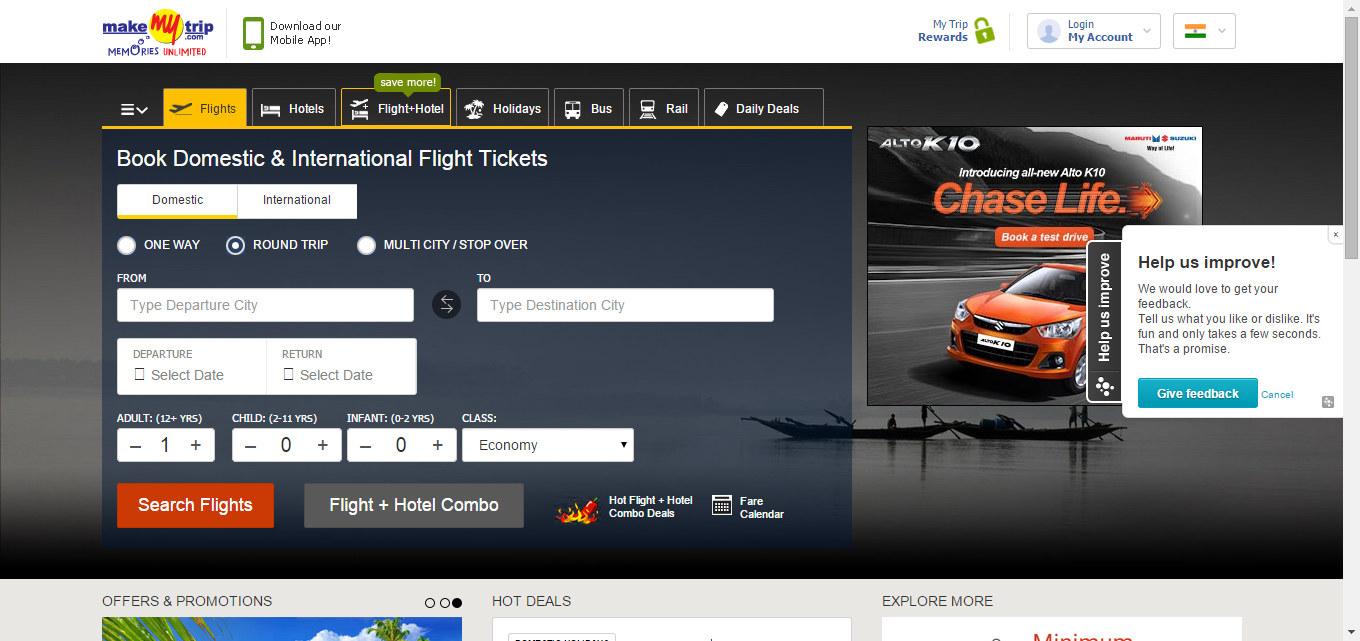 make my trip .com
MEMORIES UNLIMITED
Download our
Mobile App!
My Trip
Rewards
Login
My Account
save more!
Flights
Hotels
Flight+Hotel
Holidays
Bus
Rail
Daily Deals
Book Domestic & International Flight Tickets
Domestic
International
ONE WAY
ROUND TRIP
MULTI CITY / STOP OVER
FROM
TO
Type Departure City
Type Destination City
DEPARTURE
RETURN
Select Date
Select Date
ADULT: (12+ YRS)
CHILD: (2-11 YRS)
INFANT: (0-2 YRS)
CLASS:
– 1 +
– 0 +
– 0 +
Economy
Search Flights
Flight + Hotel Combo
Hot Flight + Hotel
Combo Deals
Fare
Calendar
ALTO K10
MARUTI SUZUKI
Way of Life!
Introducing all-new Alto K10
Chase Life.
Book a test drive
ALTO K10
Help us improve
x
Help us improve!
We would love to get your
feedback.
Tell us what you like or dislike. It's
fun and only takes a few seconds.
That's a promise.
Give feedback
Cancel
OFFERS & PROMOTIONS
HOT DEALS
EXPLORE MORE
DOMESTIC HOLIDAYS
Minimum